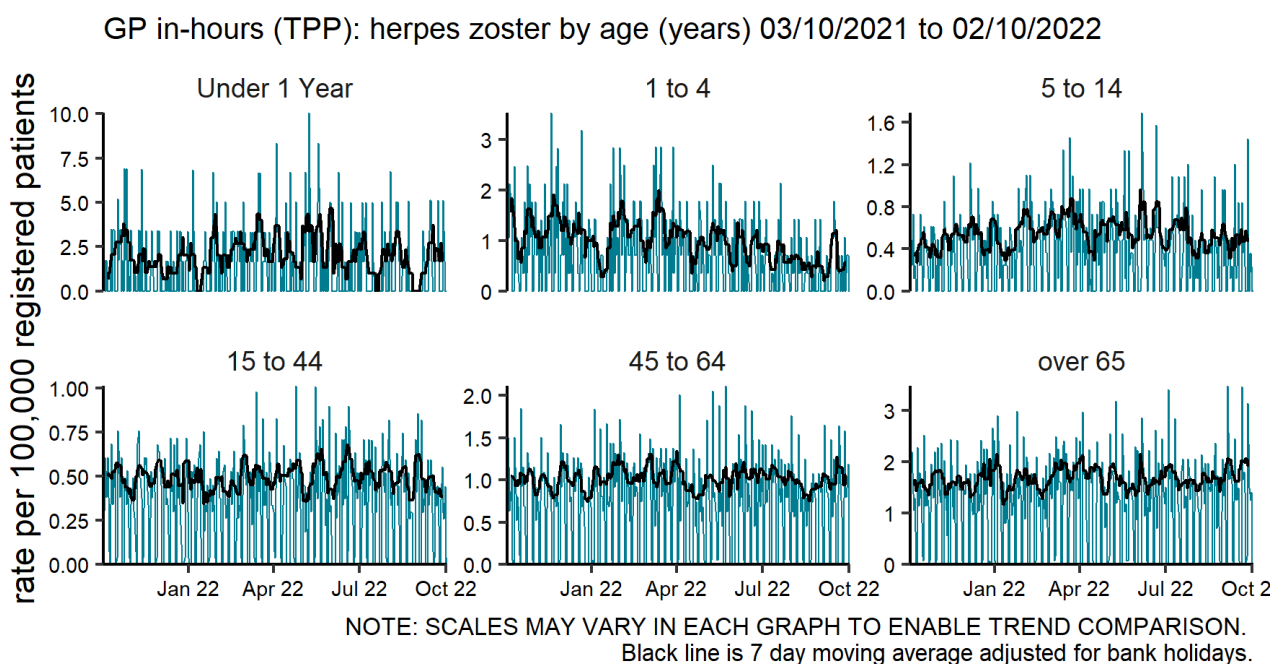 GP in-hours (TPP): herpes zoster by age (years) 03/10/2021 to 02/10/2022
rate per 100,000 registered patients
Under 1 Year
10.0
7.5
5.0
2.5
0.0
1 to 4
3
2
1
0
5 to 14
1.6
1.2
0.8
0.4
0.0
15 to 44
1.00
0.75
0.50
0.25
0.00
Jan 22 Apr 22 Jul 22 Oct 22
45 to 64
2.0
1.5
1.0
0.5
0.0
Jan 22 Apr 22 Jul 22 Oct 22
over 65
3
2
1
0
Jan 22 Apr 22 Jul 22 Oct 2
NOTE: SCALES MAY VARY IN EACH GRAPH TO ENABLE TREND COMPARISON.
Black line is 7 day moving average adjusted for bank holidays.